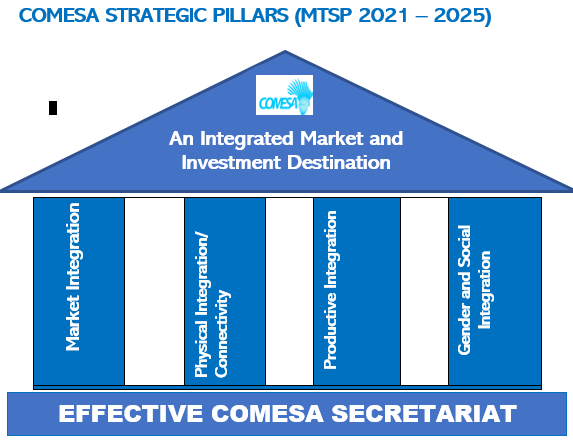 COMESA STRATEGIC PILLARS (MTSP 2021 – 2025)
COMESA
An Integrated Market and
Investment Destination
Market Integration
Physical Integration/
Connectivity
Productive Integration
Gender and Social
Integration
EFFECTIVE COMESA SECRETARIAT